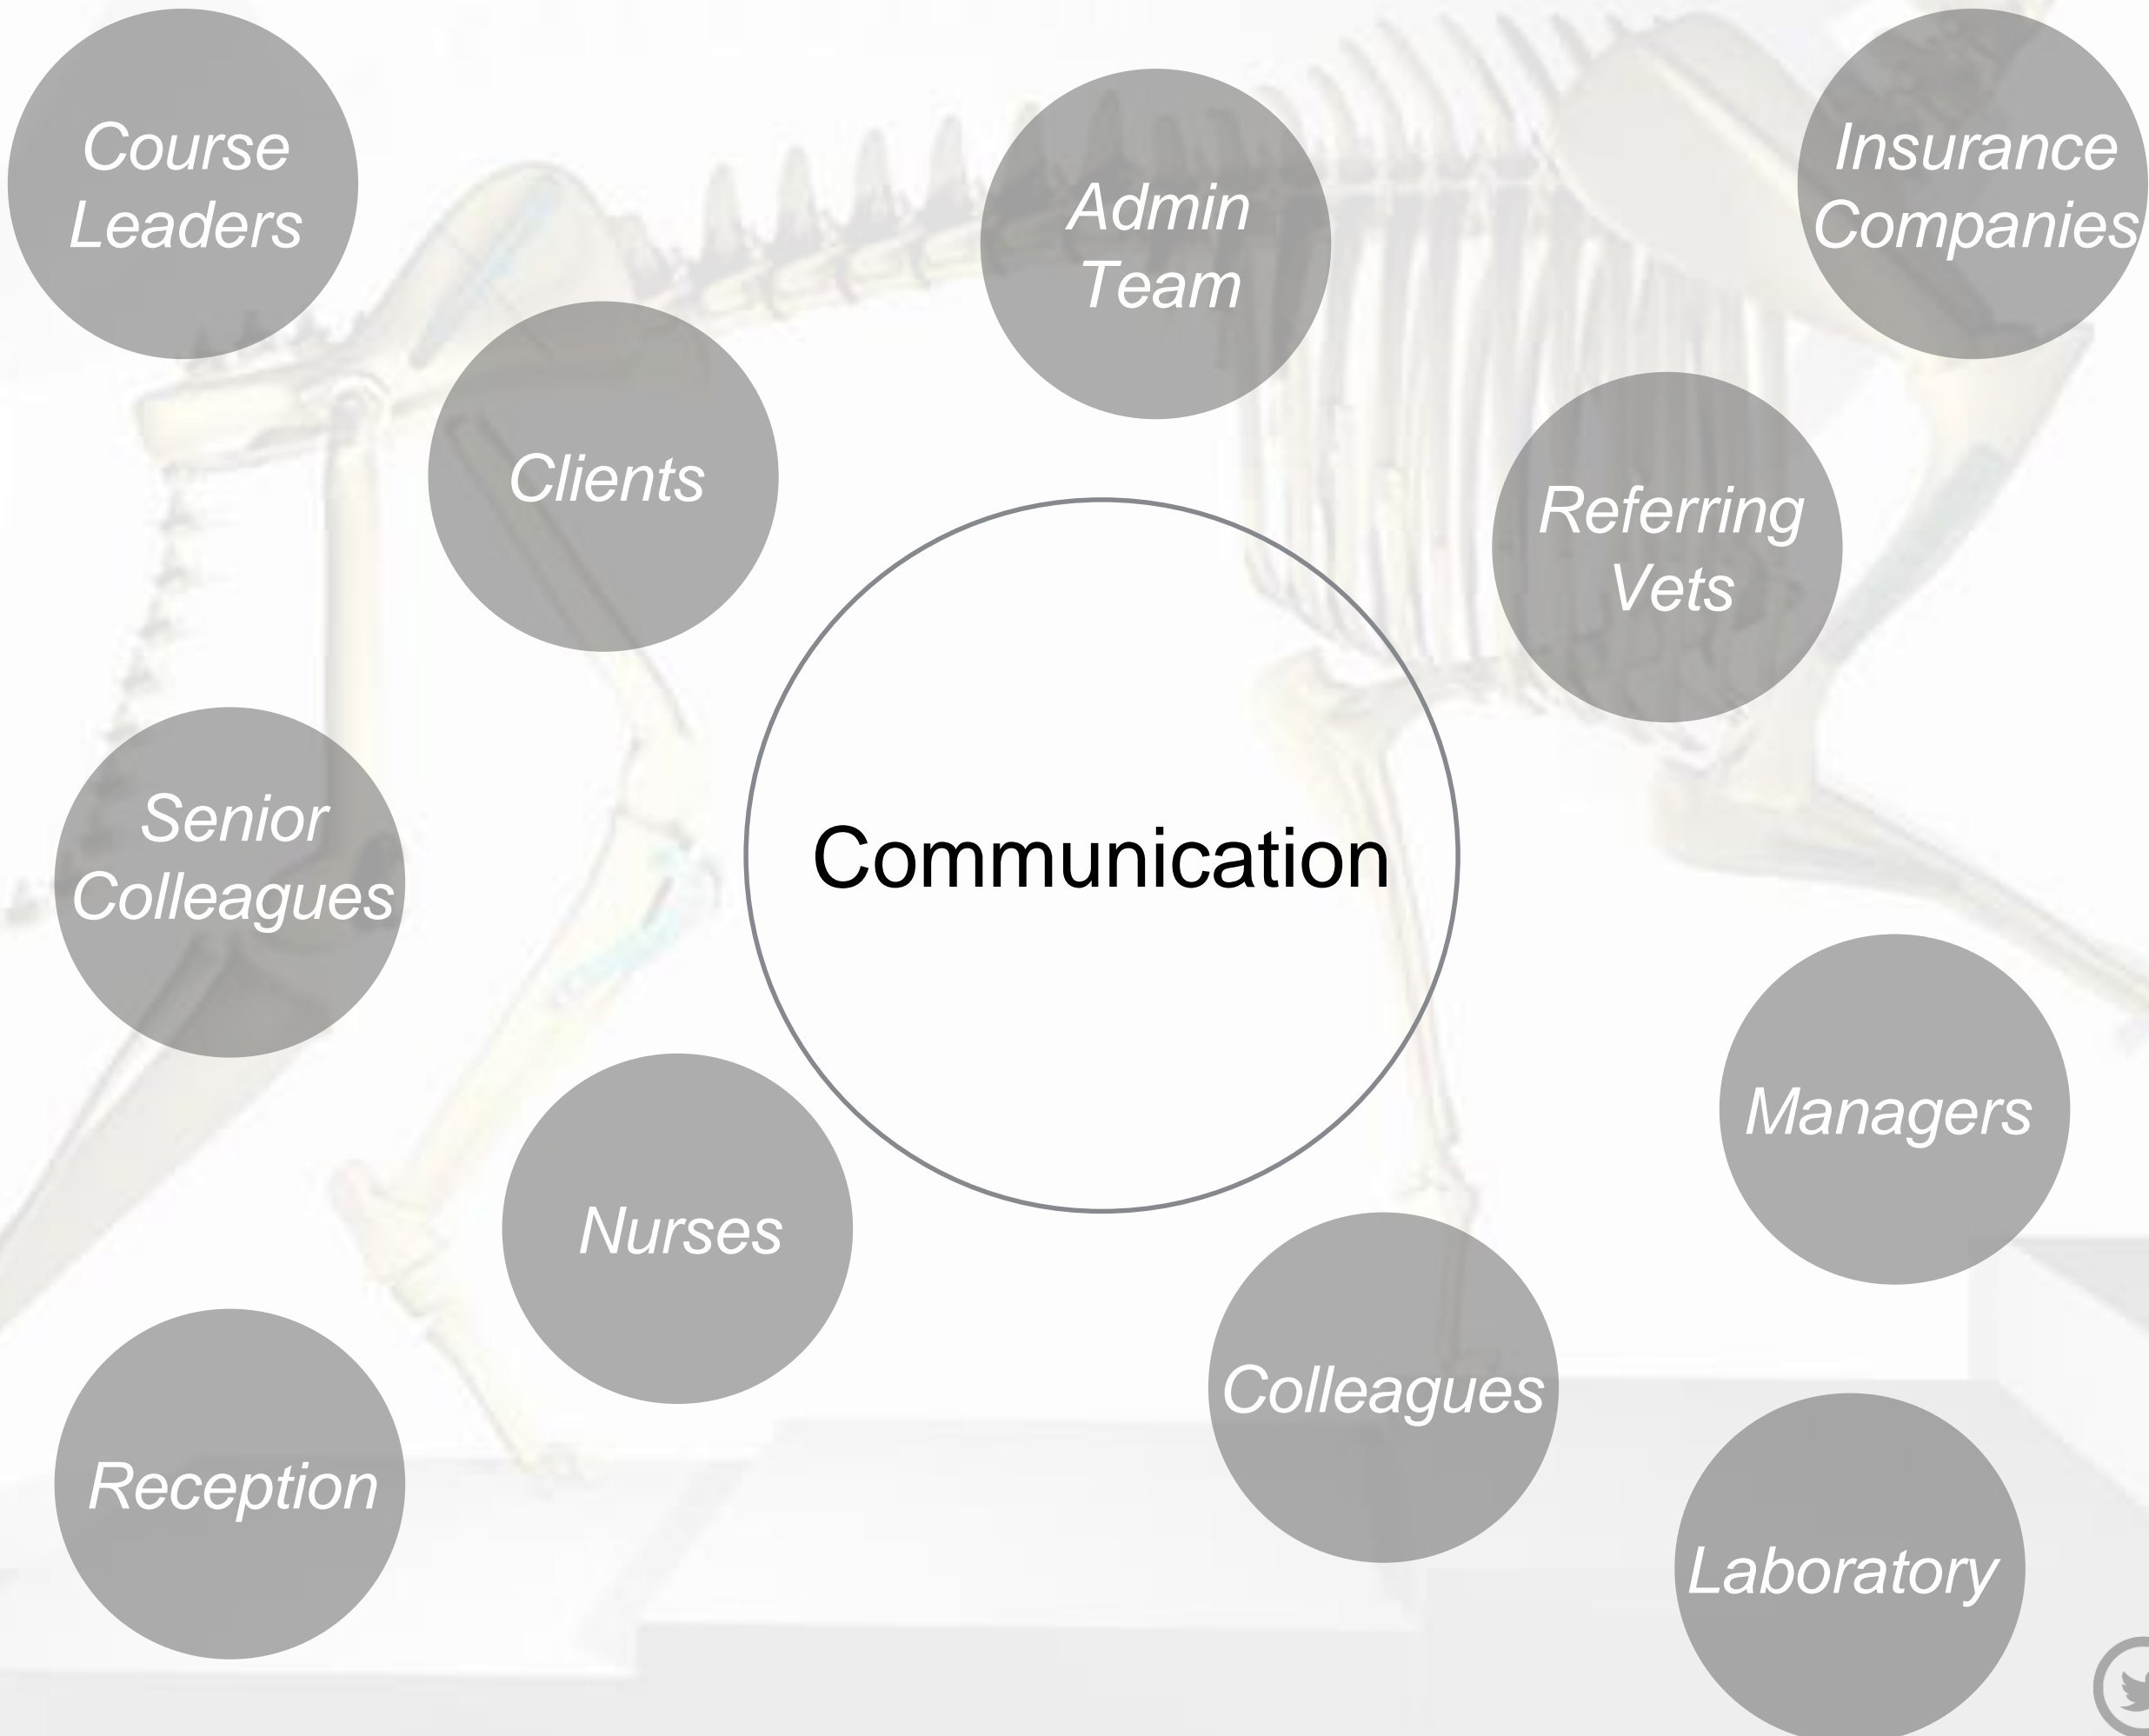 Course
Leaders
Admin
Team
Insurance
Companies
Clients
Referring
Vets
Senior
Colleagues
Communication
Managers
Nurses
Colleagues
Reception
Laboratory